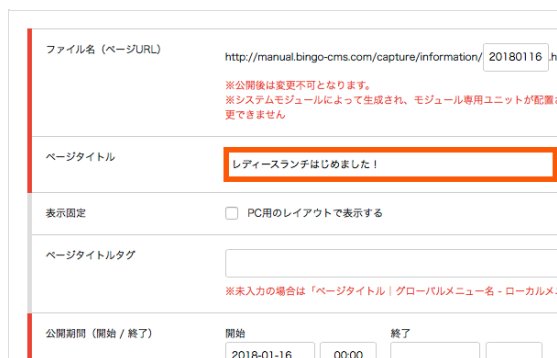 ファイル名（ページURL）
http://manual.bingo-cms.com/capture/information/ 20180116 .h
※公開後は変更不可となります。
※システムモジュールによって生成され、モジュール専用ユニットが配置
更できません
ページタイトル
レディースランチはじめました！
表示固定
PC用のレイアウトで表示する
ページタイトルタグ
※未入力の場合は「ページタイトル｜グローバルメニュー名 - ローカルメ
公開期間（開始 / 終了）
開始 終了
2018-01-16 00:00